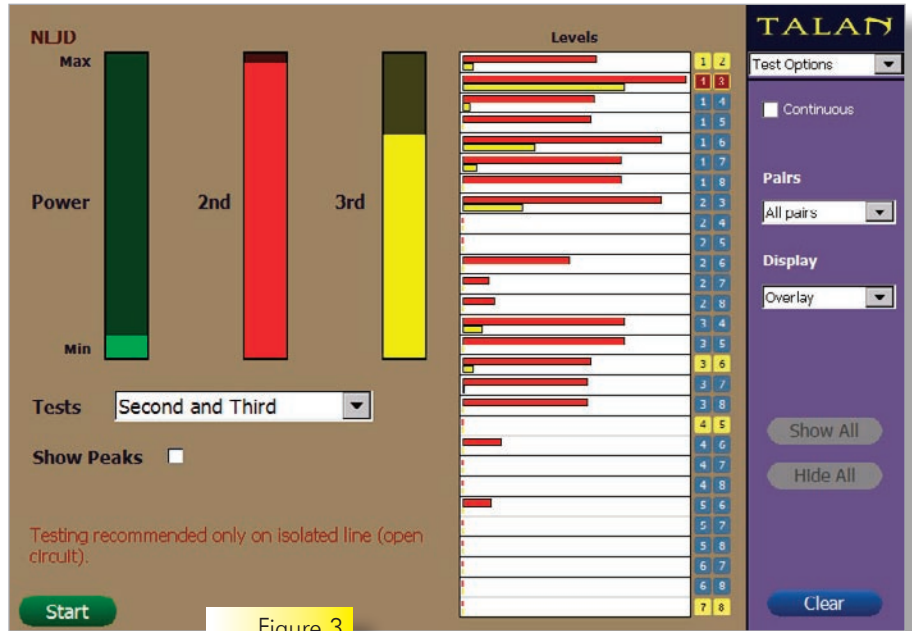 NLJD
Max
Power
Min
2nd
3rd
Tests
Second and Third
Show Peaks
Testing recommended only on isolated line (open
circuit).
Start
Figure 3
Levels
1 2
1 3
1 4
1 5
1 6
1 7
1 8
2 3
2 4
2 5
2 6
2 7
2 8
3 4
3 5
3 6
3 7
3 8
4 5
4 6
4 7
4 8
5 6
5 7
5 8
6 7
6 8
7 8
TALAN
Test Options
Continuous
Pairs
All pairs
Display
Overlay
Show All
Hide All
Clear